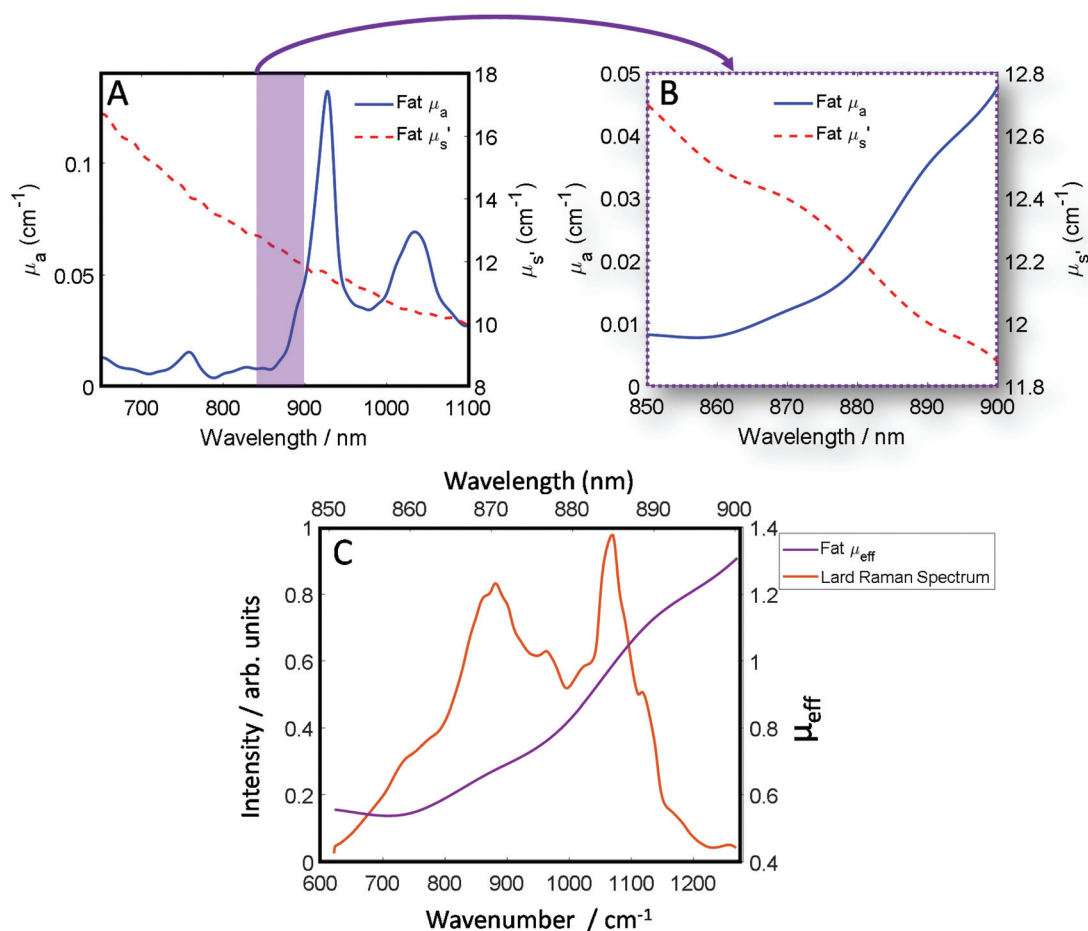 A
Fat μa
Fat μs'
18
16
14
12
10
8
0.1
0.05
0
μa (cm-1)
μs' (cm-1)
700 800 900 1000 1100
Wavelength / nm
B
Fat μa
Fat μs'
0.05
0.04
0.03
0.02
0.01
0
12.8
12.6
12.4
12.2
12
11.8
μa (cm-1)
μs' (cm-1)
850 860 870 880 890 900
Wavelength / nm
Wavelength (nm)
850 860 870 880 890 900
C
Fat μeff
Lard Raman Spectrum
1
0.8
0.6
0.4
0.2
0
1.4
1.2
1
0.8
0.6
0.4
Intensity / arb. units
μeff
600 700 800 900 1000 1100 1200
Wavenumber / cm-1